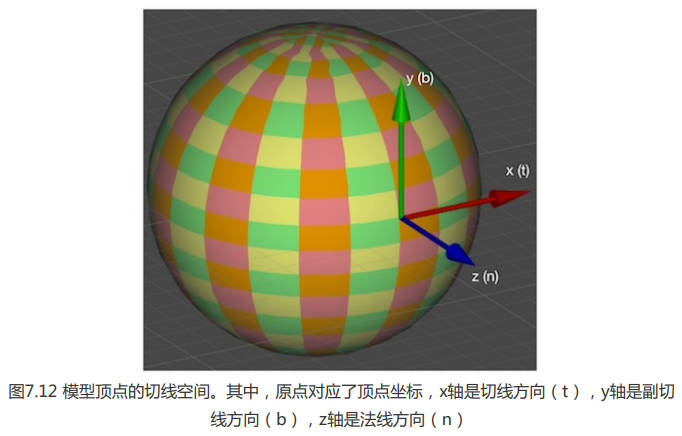 y (b)
x (t)
z (n)
图7.12 模型顶点的切线空间。其中，原点对应了顶点坐标，x轴是切线方向（t），y轴是副切
线方向（b），z轴是法线方向（n）